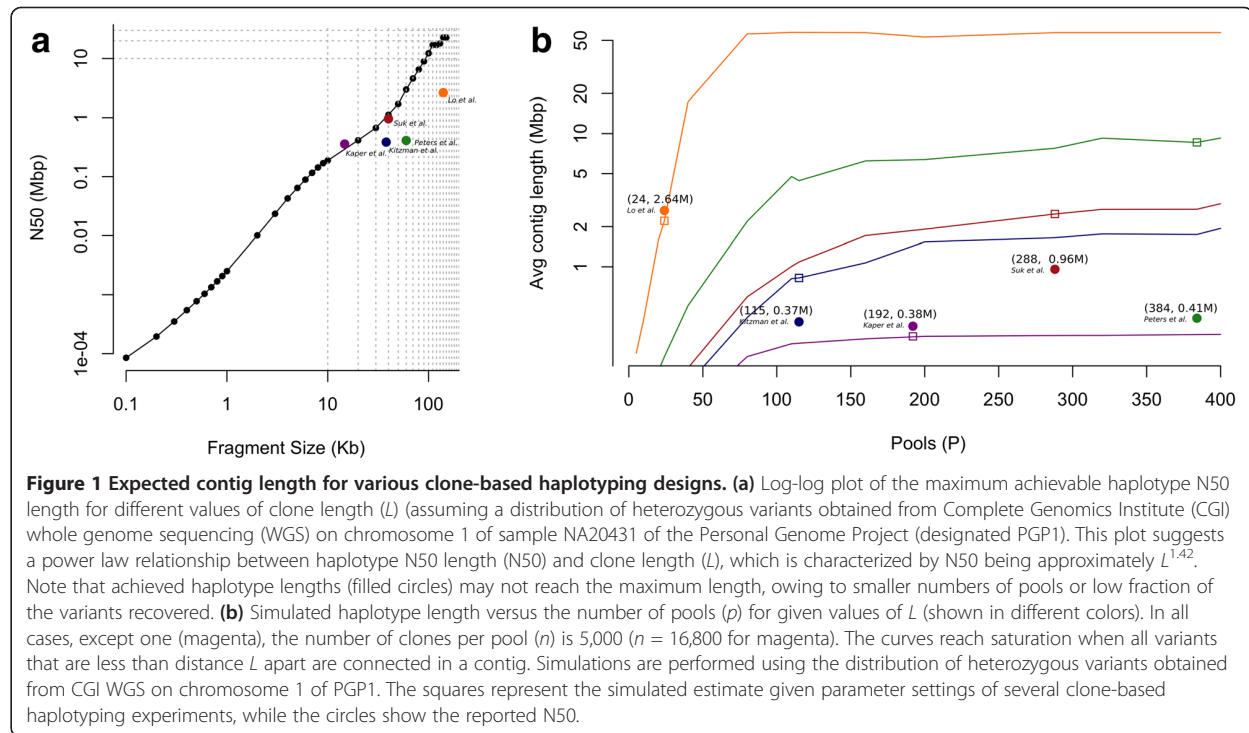 a
N50 (Mbp)
10
1
0.1
0.01
1e-04
0.1
1
10
100
Fragment Size (Kb)
Lo et al.
Suk et al.
Peters et al.
Kitzman et al.
Kaper et al.
b
Avg contig length (Mbp)
50
20
10
5
2
1
0
50
100
150
200
250
300
350
400
Pools (P)
(24, 2.64M)
Lo et al.
(288, 0.96M)
Suk et al.
(115, 0.37M)
Kitzman et al.
(192, 0.38M)
Kaper et al.
(384, 0.41M)
Peters et al.
Figure 1 Expected contig length for various clone-based haplotyping designs. (a) Log-log plot of the maximum achievable haplotype N50
length for different values of clone length (L) (assuming a distribution of heterozygous variants obtained from Complete Genomics Institute (CGI)
whole genome sequencing (WGS) on chromosome 1 of sample NA20431 of the Personal Genome Project (designated PGP1). This plot suggests
a power law relationship between haplotype N50 length (N50) and clone length (L), which is characterized by N50 being approximately L^1.42.
Note that achieved haplotype lengths (filled circles) may not reach the maximum length, owing to smaller numbers of pools or low fraction of
the variants recovered. (b) Simulated haplotype length versus the number of pools (p) for given values of L (shown in different colors). In all
cases, except one (magenta), the number of clones per pool (n) is 5,000 (n = 16,800 for magenta). The curves reach saturation when all variants
that are less than distance L apart are connected in a contig. Simulations are performed using the distribution of heterozygous variants obtained
from CGI WGS on chromosome 1 of PGP1. The squares represent the simulated estimate given parameter settings of several clone-based
haplotyping experiments, while the circles show the reported N50.